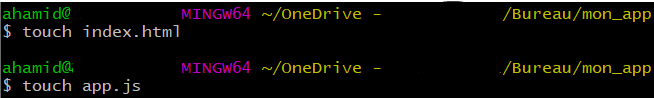 ahamid@ MINGW64 ~/OneDrive - /Bureau/mon_app
$ touch index.html
ahamid@ MINGW64 ~/OneDrive - /Bureau/mon_app
$ touch app.js